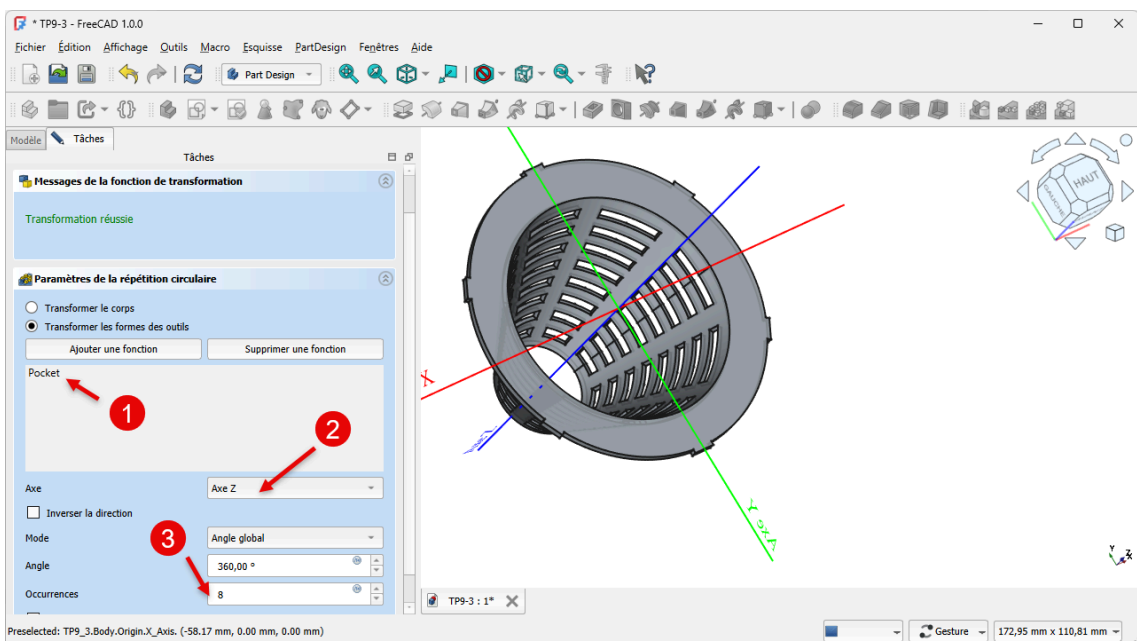 * TP9-3 - FreeCAD 1.0.0
Fichier Édition Affichage Outils Macro Esquisse PartDesign Fenêtres Aide
Part Design
Modèle Tâches
Tâches
Messages de la fonction de transformation
Transformation réussie
Paramètres de la répétition circulaire
Transformer le corps
Transformer les formes des outils
Ajouter une fonction Supprimer une fonction
Pocket
1
2
Axe Axe Z
Inverser la direction
3
Mode Angle global
Angle 360,00 °
Occurrences 8
X
Axe Y
HAUT
GAUCHE
Y Z X
TP9-3 : 1*
Preselected: TP9_3.Body.Origin.X_Axis. (-58.17 mm, 0.00 mm, 0.00 mm)
Gesture 172,95 mm x 110,81 mm